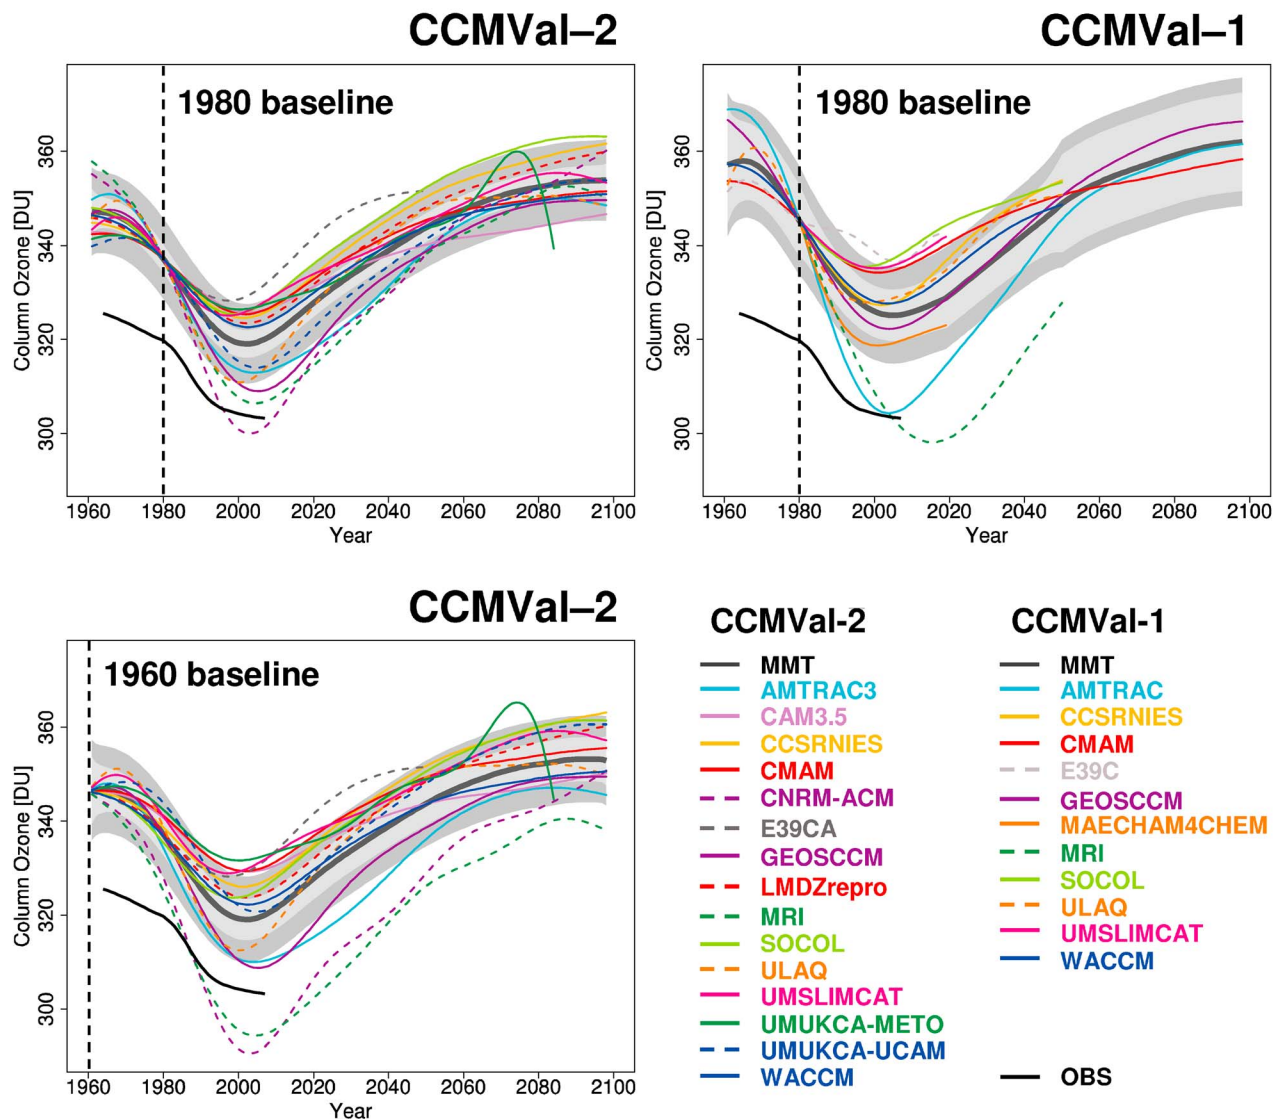 CCMVal–2
1980 baseline
Column Ozone [DU]
360
340
320
300
1960 1980 2000 2020 2040 2060 2080 2100
Year
CCMVal–1
1980 baseline
Column Ozone [DU]
360
340
320
300
1960 1980 2000 2020 2040 2060 2080 2100
Year
CCMVal–2
1960 baseline
Column Ozone [DU]
360
340
320
300
1960 1980 2000 2020 2040 2060 2080 2100
Year
CCMVal-2
MMT
AMTRAC3
CAM3.5
CCSRNIES
CMAM
CNRM-ACM
E39CA
GEOSCCM
LMDZrepro
MRI
SOCOL
ULAQ
UMSLIMCAT
UMUKCA-METO
UMUKCA-UCAM
WACCM
CCMVal-1
MMT
AMTRAC
CCSRNIES
CMAM
E39C
GEOSCCM
MAECHAM4CHEM
MRI
SOCOL
ULAQ
UMSLIMCAT
WACCM
OBS